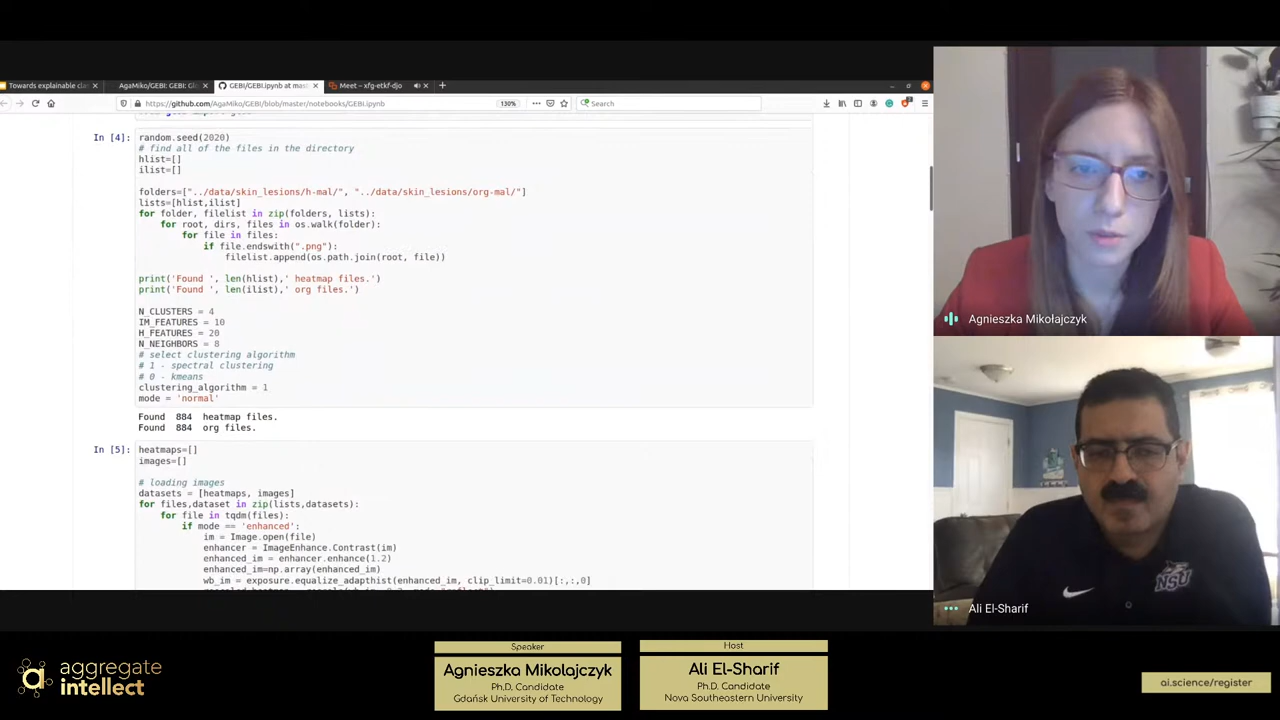 Towards explainable cla
AgaMiko/GEBI: GEBI: Gl
GEBI/GEBI.ipynb at mast
Meet – xfg-etkf-djo
https://github.com/AgaMiko/GEBI/blob/master/notebooks/GEBI.ipynb
130%
Search
In [4]:
random.seed(2020)
# find all of the files in the directory
hlist=[]
ilist=[]
folders=["../data/skin_lesions/h-mal/", "../data/skin_lesions/org-mal/"]
lists=[hlist,ilist]
for folder, filelist in zip(folders, lists):
for root, dirs, files in os.walk(folder):
for file in files:
if file.endswith(".png"):
filelist.append(os.path.join(root, file))
print('Found ', len(hlist),' heatmap files.')
print('Found ', len(ilist),' org files.')
N_CLUSTERS = 4
IM_FEATURES = 10
H_FEATURES = 20
N_NEIGHBORS = 8
# select clustering algorithm
# 1 - spectral clustering
# 0 - kmeans
clustering_algorithm = 1
mode = 'normal'
Found 884 heatmap files.
Found 884 org files.
In [5]:
heatmaps=[]
images=[]
# loading images
datasets = [heatmaps, images]
for files,dataset in zip(lists,datasets):
for file in tqdm(files):
if mode == 'enhanced':
im = Image.open(file)
enhancer = ImageEnhance.Contrast(im)
enhanced_im = enhancer.enhance(1.2)
enhanced_im=np.array(enhanced_im)
wb_im = exposure.equalize_adapthist(enhanced_im, clip_limit=0.01)[:,:,0]
Agnieszka Mikołajczyk
NSU
Ali El-Sharif
aggregate
intellect
Speaker
Agnieszka Mikolajczyk
Ph.D. Candidate
Gdańsk University of Technology
Host
Ali El-Sharif
Ph.D. Candidate
Nova Southeastern University
ai.science/register